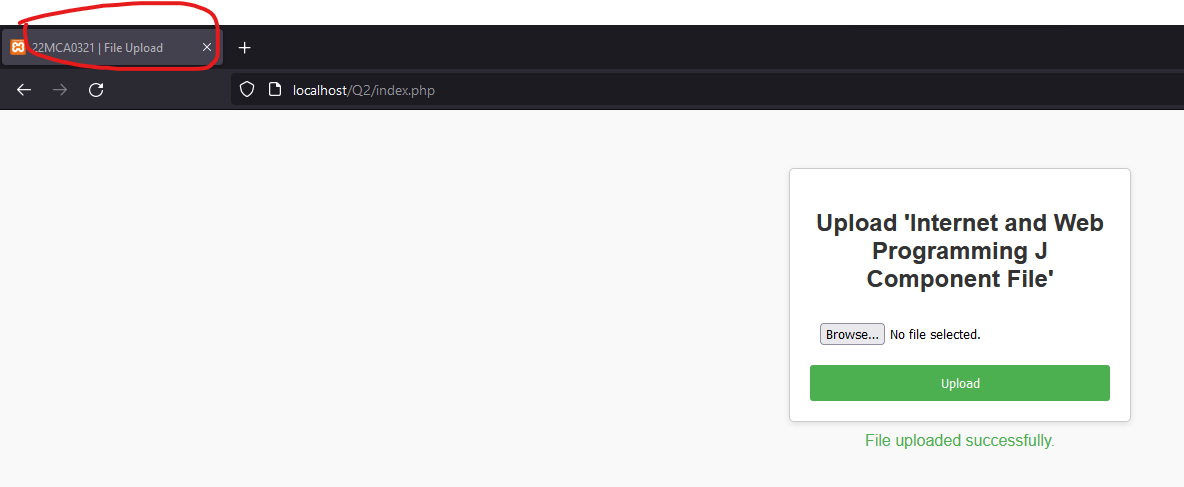 22MCA0321 | File Upload
localhost/Q2/index.php
Upload 'Internet and Web
Programming J
Component File'
Browse... No file selected.
Upload
File uploaded successfully.